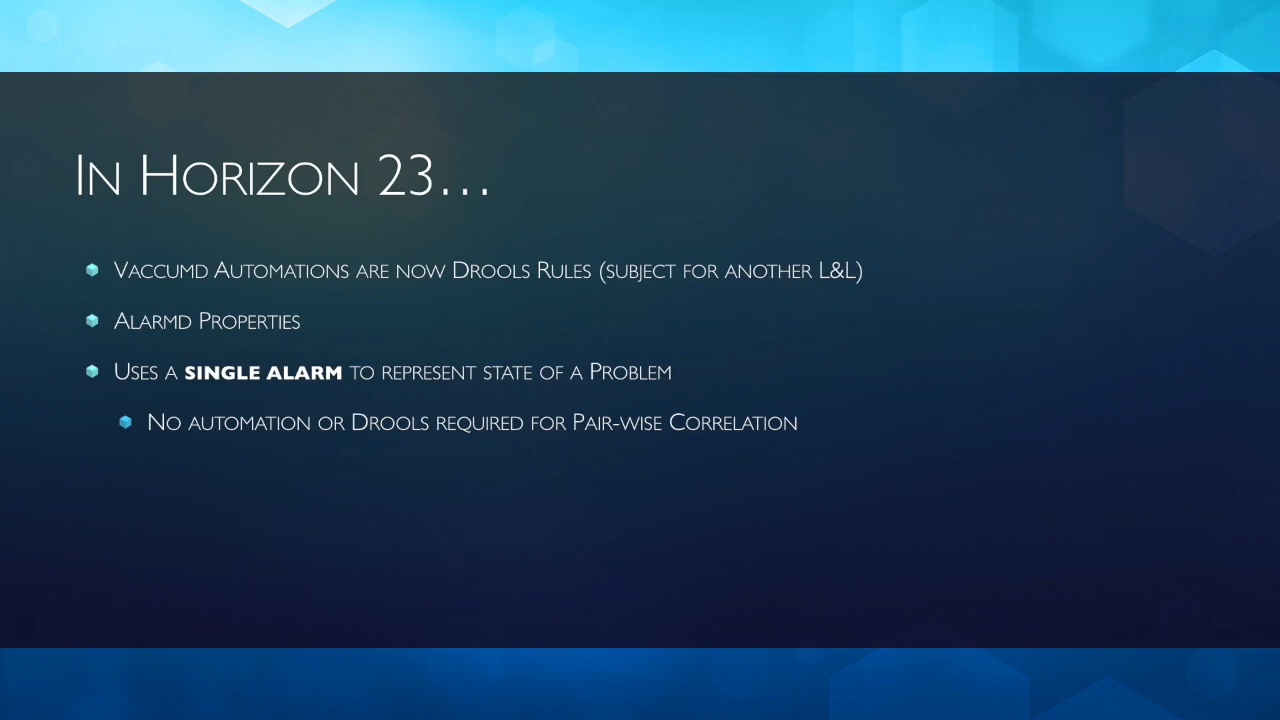 In Horizon 23…
Vaccumd Automations are now Drools Rules (subject for another L&L)
Alarmd Properties
Uses a single alarm to represent state of a Problem
No automation or Drools required for Pair-wise Correlation